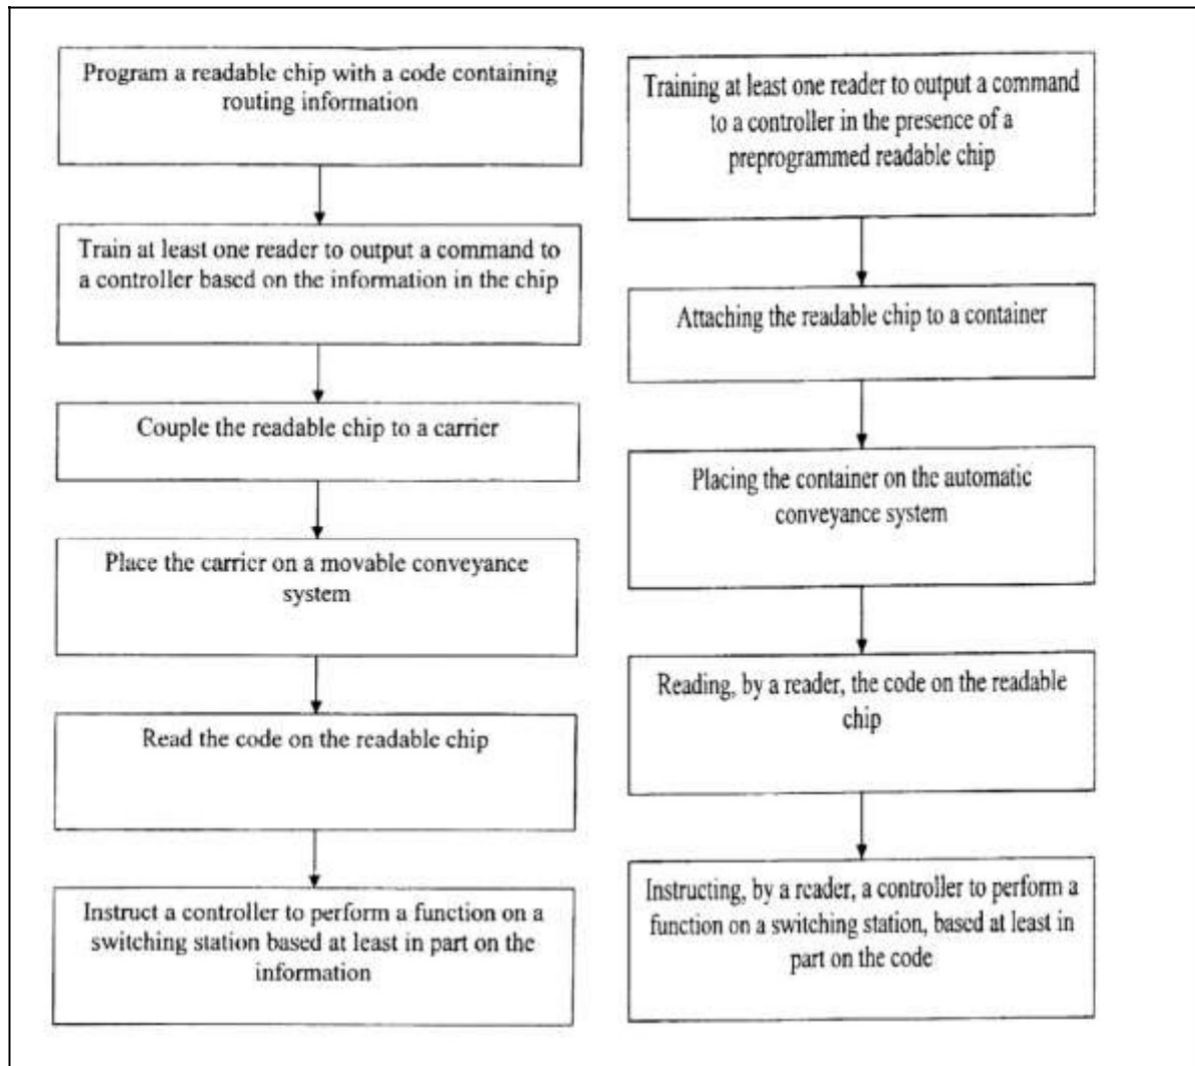 Program a readable chip with a code containing
routing information
Train at least one reader to output a command to
a controller based on the information in the chip
Couple the readable chip to a carrier
Place the carrier on a movable conveyance
system
Read the code on the readable chip
Instruct a controller to perform a function on a
switching station based at least in part on the
information
Training at least one reader to output a command
to a controller in the presence of a
preprogrammed readable chip
Attaching the readable chip to a container
Placing the container on the automatic
conveyance system
Reading, by a reader, the code on the readable
chip
Instructing, by a reader, a controller to perform a
function on a switching station, based at least in
part on the code